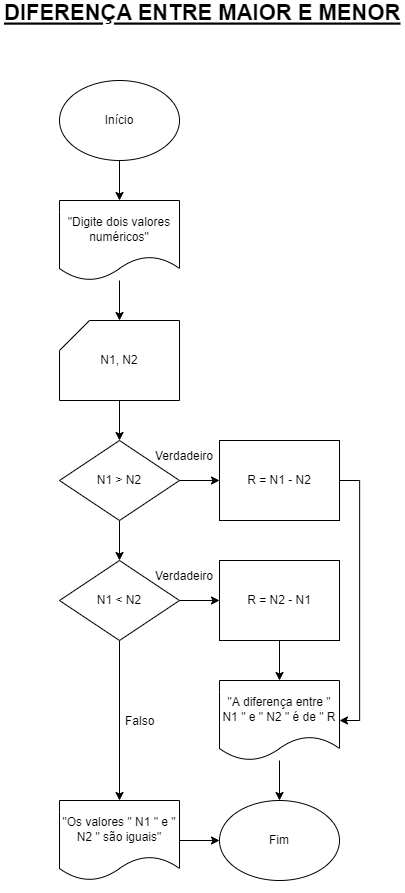 DIFERENÇA ENTRE MAIOR E MENOR
Início
"Digite dois valores
numéricos"
N1, N2
N1 > N2
Verdadeiro
R = N1 - N2
N1 < N2
Verdadeiro
R = N2 - N1
"A diferença entre "
N1 " e " N2 " é de " R
Falso
"Os valores " N1 " e "
N2 " são iguais"
Fim